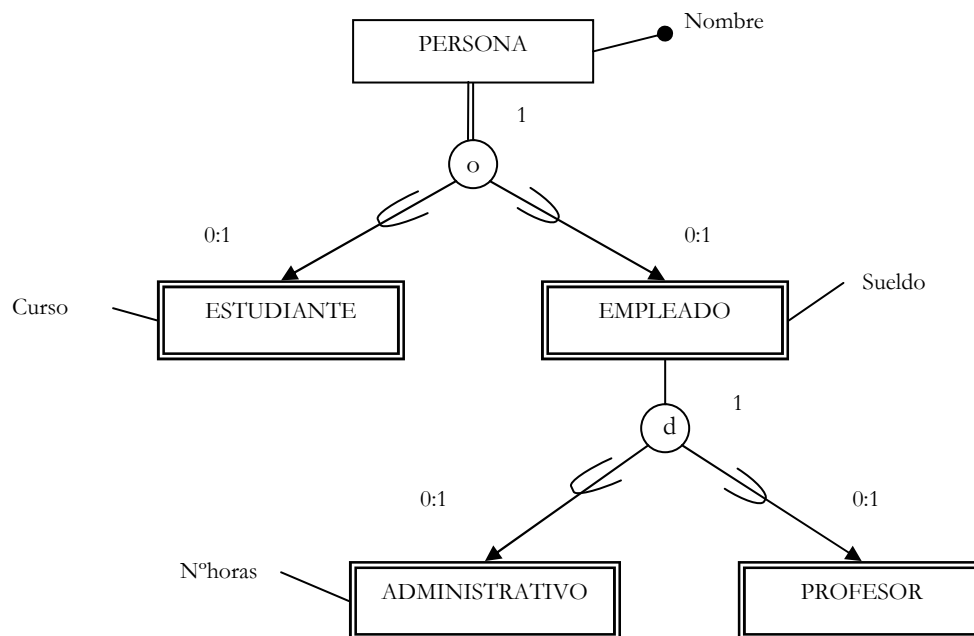 Nombre
PERSONA
1
o
0:1
0:1
Curso
ESTUDIANTE
EMPLEADO
Sueldo
1
d
0:1
0:1
Nºhoras
ADMINISTRATIVO
PROFESOR